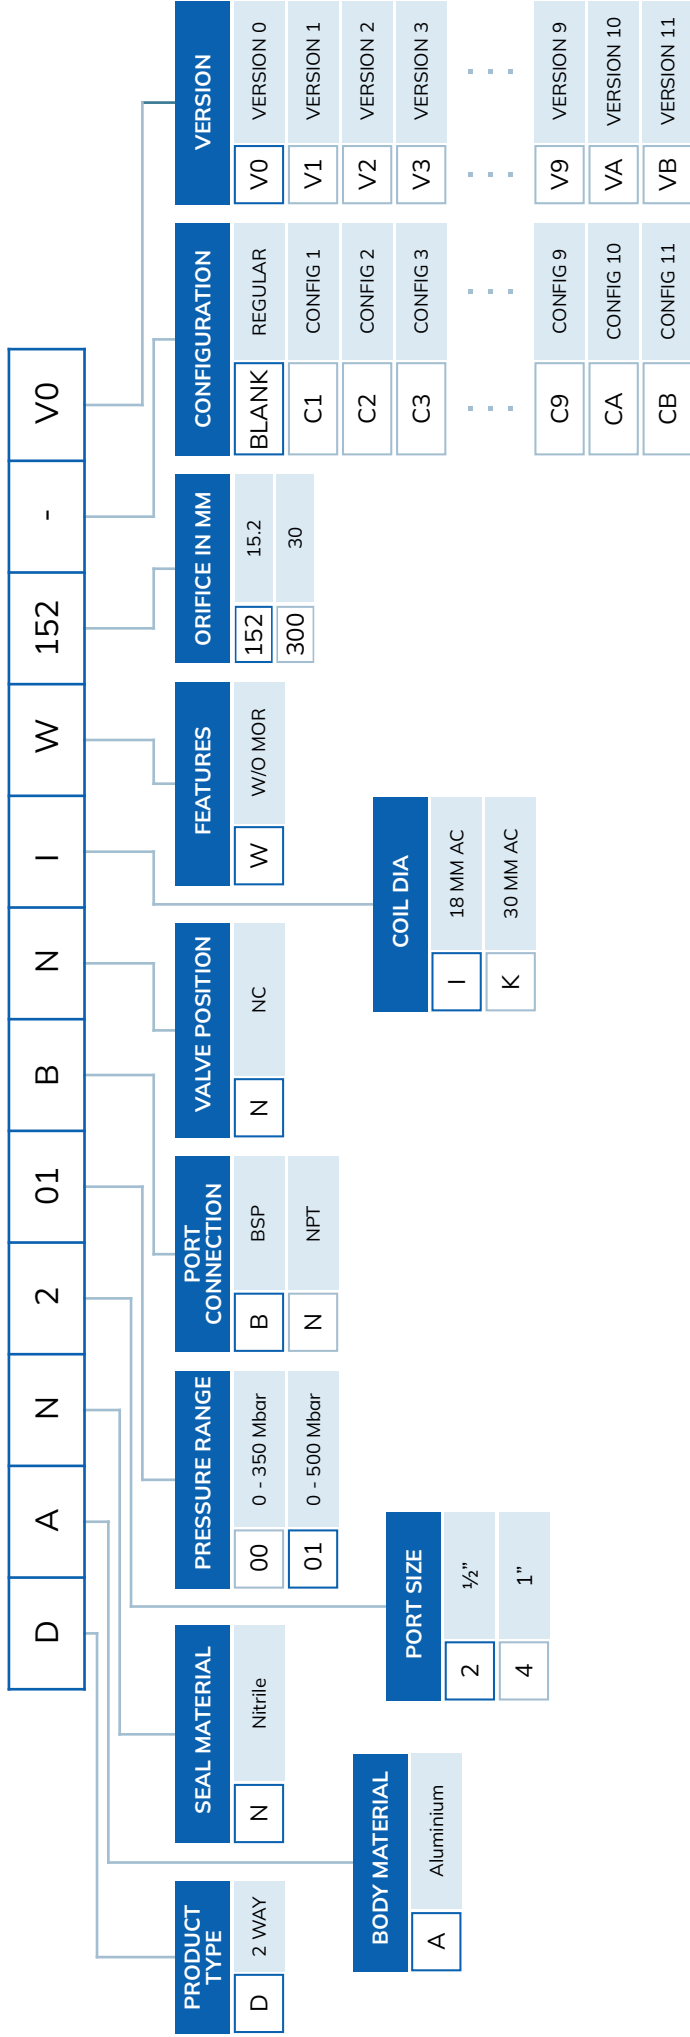 D A N 2 01 B N I W 152 - V0
PRODUCT
TYPE
D 2 WAY
BODY MATERIAL
A Aluminium
SEAL MATERIAL
N Nitrile
PORT SIZE
2 ½”
4 1”
PRESSURE RANGE
00 0 - 350 Mbar
01 0 - 500 Mbar
PORT
CONNECTION
B BSP
N NPT
VALVE POSITION
N NC
COIL DIA
I 18 MM AC
K 30 MM AC
FEATURES
W W/O MOR
ORIFICE IN MM
152 15.2
300 30
CONFIGURATION
BLANK REGULAR
C1 CONFIG 1
C2 CONFIG 2
C3 CONFIG 3
C9 CONFIG 9
CA CONFIG 10
CB CONFIG 11
VERSION
V0 VERSION 0
V1 VERSION 1
V2 VERSION 2
V3 VERSION 3
V9 VERSION 9
VA VERSION 10
VB VERSION 11